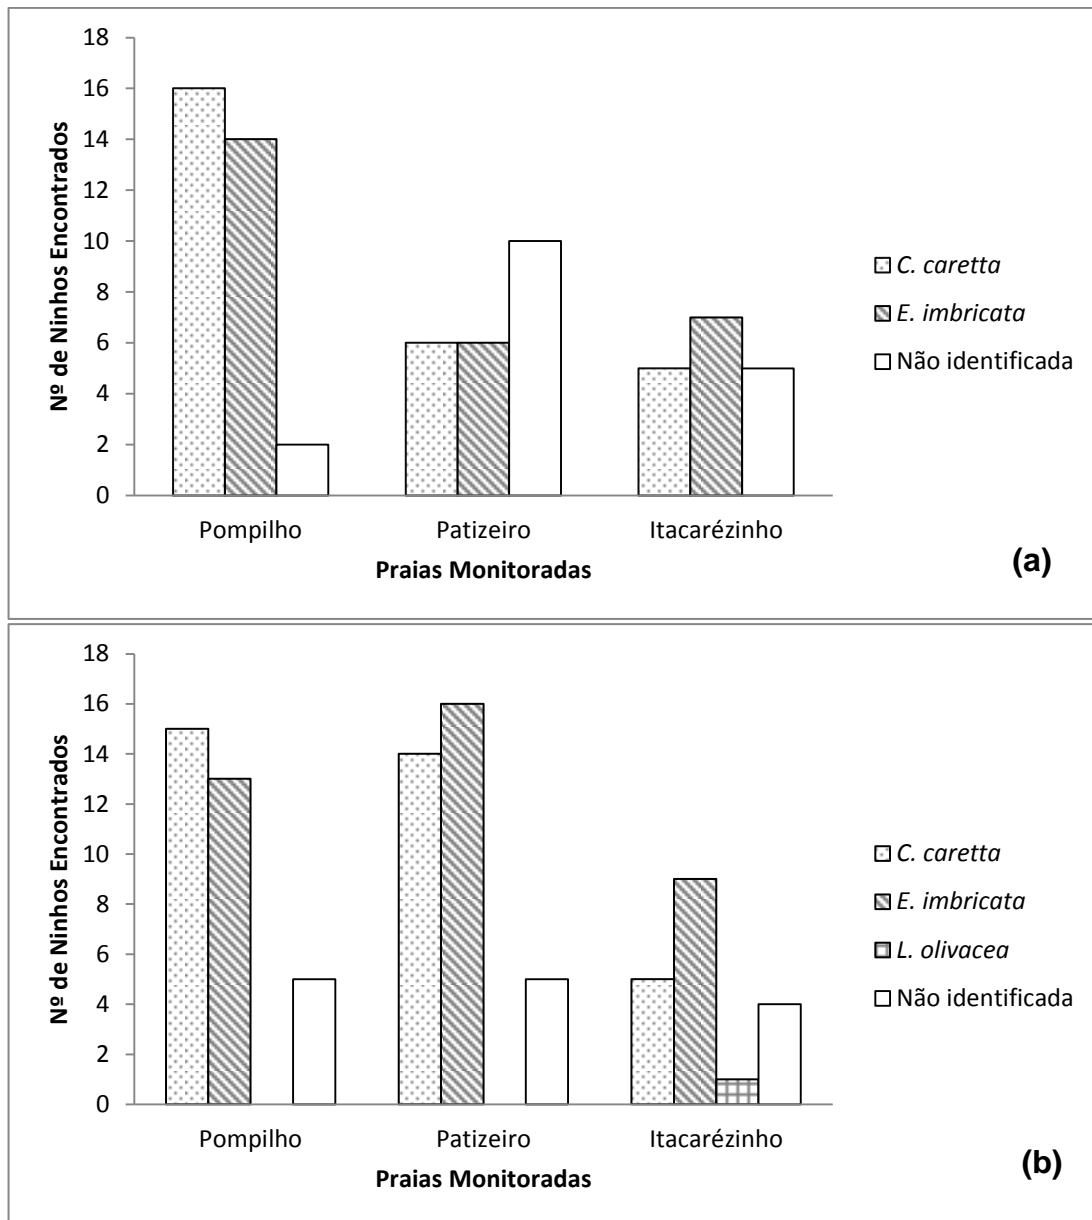 18
16
14
12
10
8
6
4
2
0
Nº de Ninhos Encontrados
Pompilho Patizeiro Itacarézinho
Praias Monitoradas
C. caretta
E. imbricata
Não identificada
(a)
18
16
14
12
10
8
6
4
2
0
Nº de Ninhos Encontrados
Pompilho Patizeiro Itacarézinho
Praias Monitoradas
C. caretta
E. imbricata
L. olivacea
Não identificada
(b)